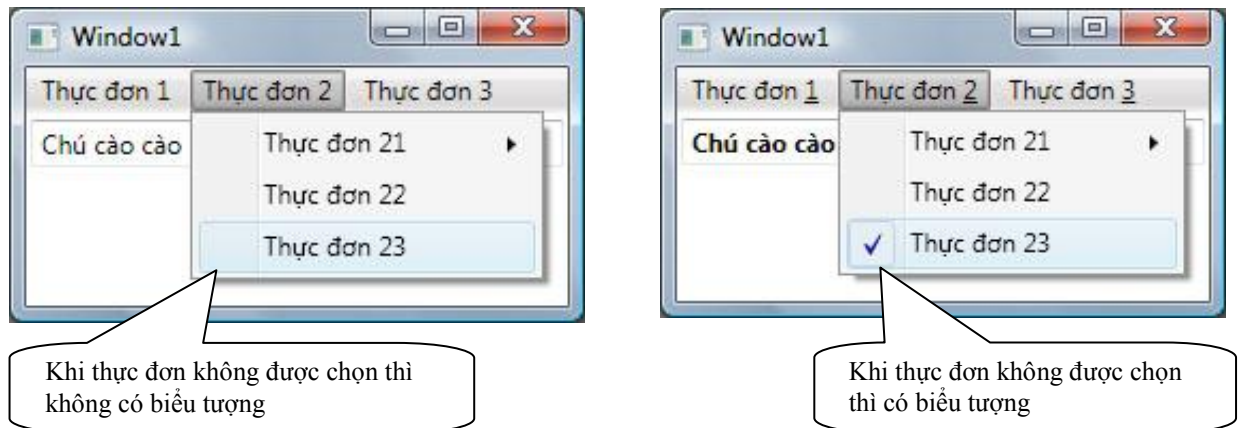 Window1
Thực đơn 1 Thực đơn 2 Thực đơn 3
Chú cào cào
Thực đơn 21
Thực đơn 22
Thực đơn 23
Khi thực đơn không được chọn thì
không có biểu tượng
Window1
Thực đơn 1 Thực đơn 2 Thực đơn 3
Chú cào cào
Thực đơn 21
Thực đơn 22
Thực đơn 23
Khi thực đơn không được chọn
thì có biểu tượng